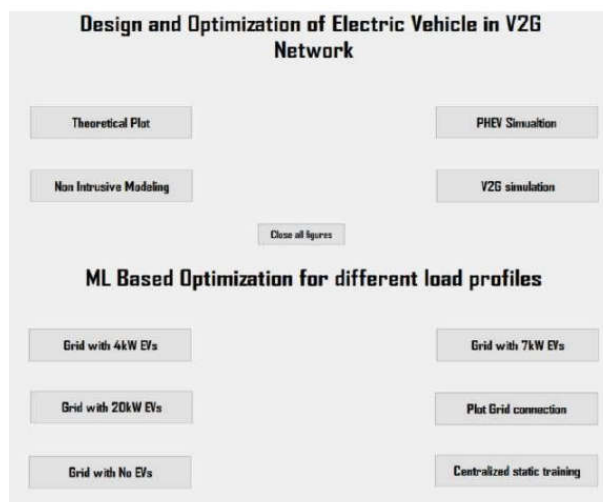 Design and Optimization of Electric Vehicle in V2G
Network
Theoretical Plot
PHEV Simualtion
Non Intrusive Modeling
V2G simulation
Close all figures
ML Based Optimization for different load profiles
Grid with 4kW EVs
Grid with 7kW EVs
Grid with 20kW EVs
Plot Grid connection
Grid with No EVs
Centralized static training